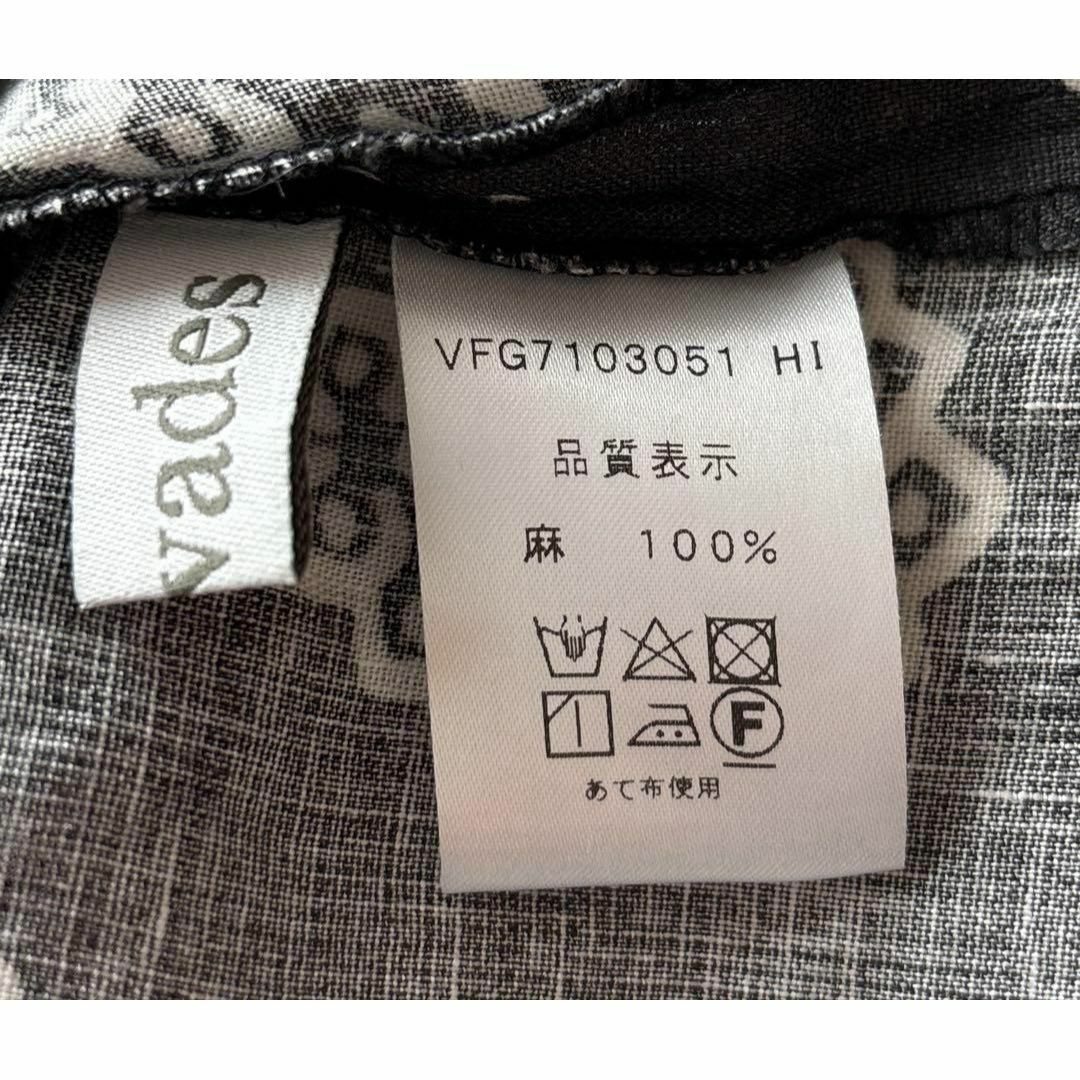 vades
VFG7103051 HI
品質表示
麻 100%
F
あて布使用